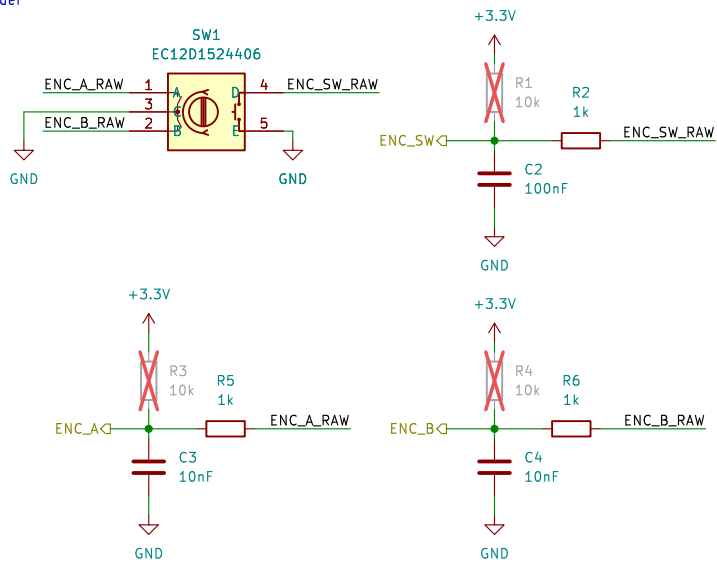 SW1
EC12D1524406
ENC_A_RAW
1
A
D
4
ENC_SW_RAW
3
C
ENC_B_RAW
2
B
E
5
GND
GND
+3.3V
R1
10k
R2
1k
ENC_SW
ENC_SW_RAW
C2
100nF
GND
+3.3V
R3
10k
R5
1k
ENC_A
ENC_A_RAW
C3
10nF
GND
+3.3V
R4
10k
R6
1k
ENC_B
ENC_B_RAW
C4
10nF
GND